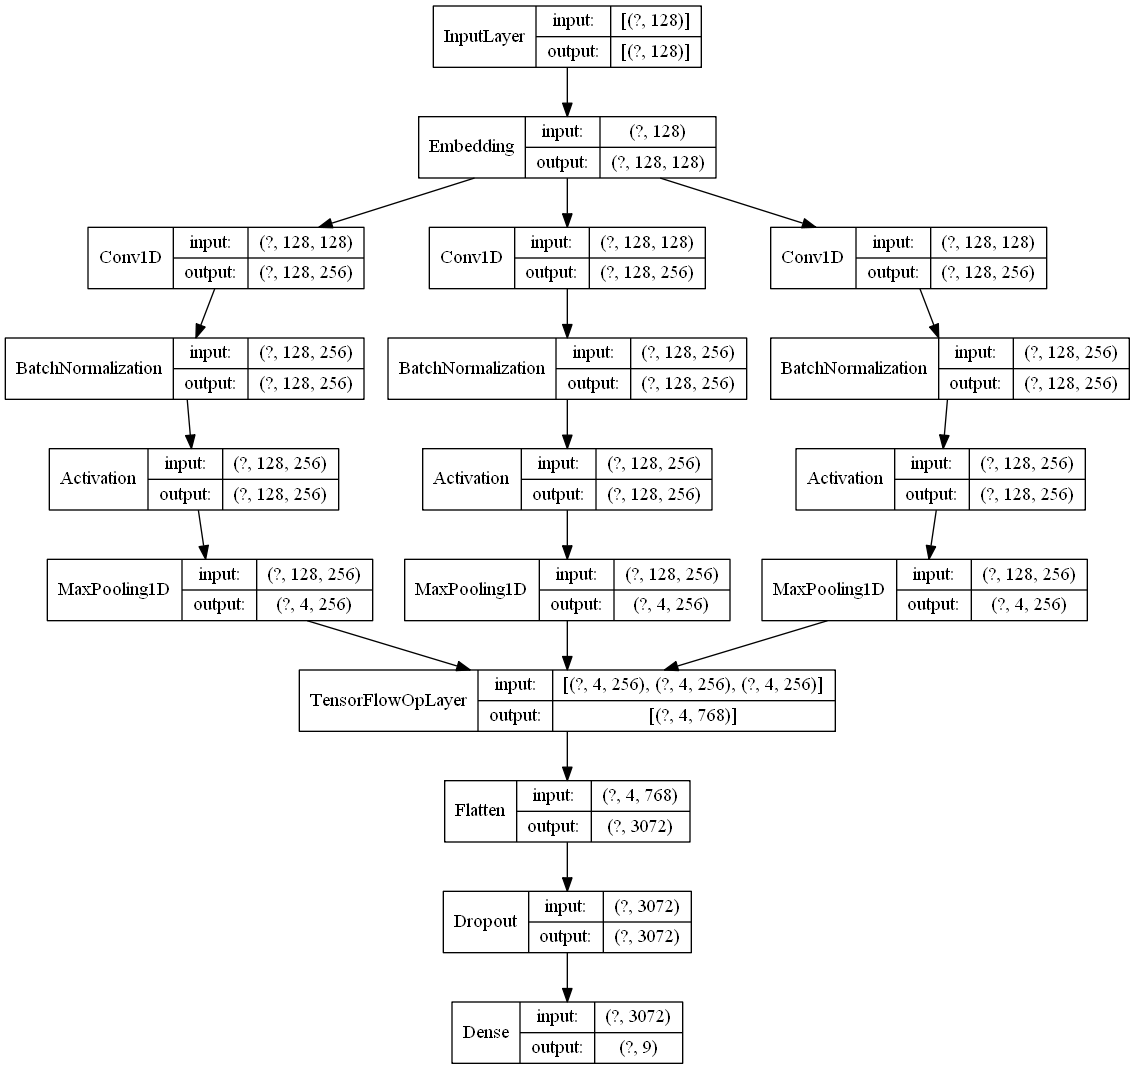 InputLayer input: [(?, 128)]
output: [(?, 128)]
Embedding input: (?, 128)
output: (?, 128, 128)
Conv1D input: (?, 128, 128)
output: (?, 128, 256)
Conv1D input: (?, 128, 128)
output: (?, 128, 256)
Conv1D input: (?, 128, 128)
output: (?, 128, 256)
BatchNormalization input: (?, 128, 256)
output: (?, 128, 256)
BatchNormalization input: (?, 128, 256)
output: (?, 128, 256)
BatchNormalization input: (?, 128, 256)
output: (?, 128, 256)
Activation input: (?, 128, 256)
output: (?, 128, 256)
Activation input: (?, 128, 256)
output: (?, 128, 256)
Activation input: (?, 128, 256)
output: (?, 128, 256)
MaxPooling1D input: (?, 128, 256)
output: (?, 4, 256)
MaxPooling1D input: (?, 128, 256)
output: (?, 4, 256)
MaxPooling1D input: (?, 128, 256)
output: (?, 4, 256)
TensorFlowOpLayer input: [(?, 4, 256), (?, 4, 256), (?, 4, 256)]
output: [(?, 4, 768)]
Flatten input: (?, 4, 768)
output: (?, 3072)
Dropout input: (?, 3072)
output: (?, 3072)
Dense input: (?, 3072)
output: (?, 9)